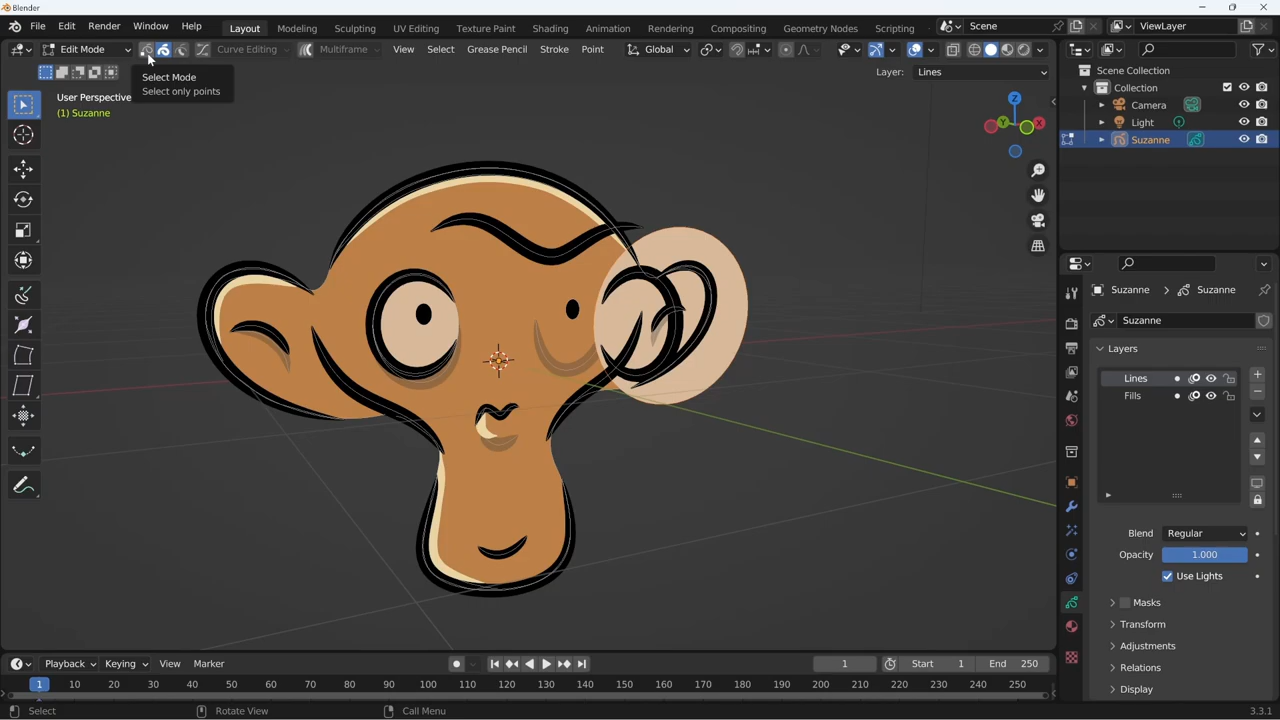 Blender
File Edit Render Window Help
Layout Modeling Sculpting UV Editing Texture Paint Shading Animation Rendering Compositing Geometry Nodes Scripting
Scene
ViewLayer
Edit Mode
Curve Editing
Multiframe
View Select Grease Pencil Stroke Point
Global
Select Mode
Select only points
Layer: Lines
User Perspective
(1) Suzanne
Z
Y
X
Scene Collection
Collection
Camera
Light
Suzanne
Suzanne > Suzanne
Suzanne
Layers
Lines
Fills
Blend Regular
Opacity 1.000
Use Lights
Masks
Transform
Adjustments
Relations
Display
Playback Keying View Marker
1 Start 1 End 250
1 10 20 30 40 50 60 70 80 90 100 110 120 130 140 150 160 170 180 190 200 210 220 230 240 250
Select Rotate View Call Menu
3.3.1